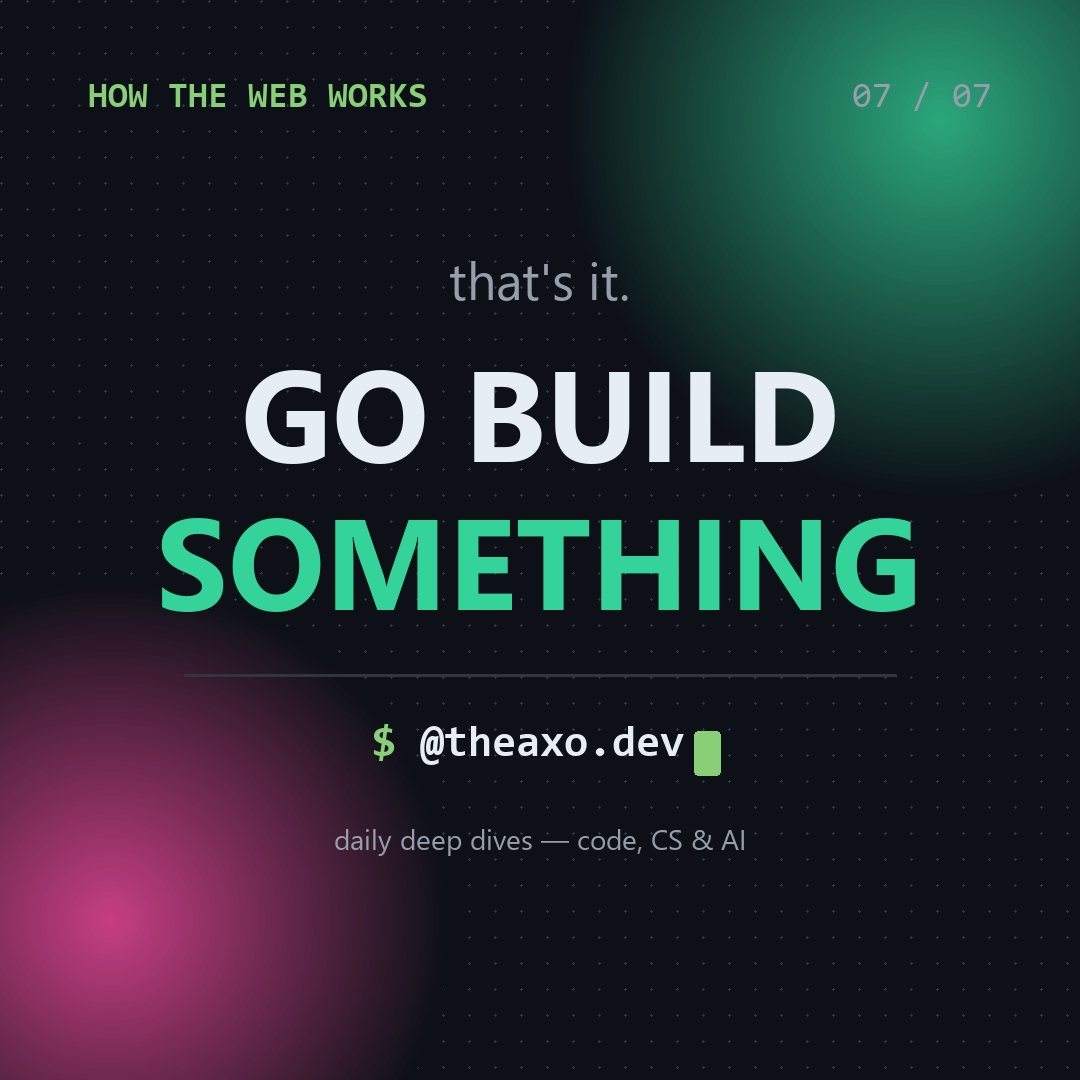 HOW THE WEB WORKS
07 / 07
that's it.
GO BUILD
SOMETHING
$ @theaxo.dev
daily deep dives — code, CS & AI